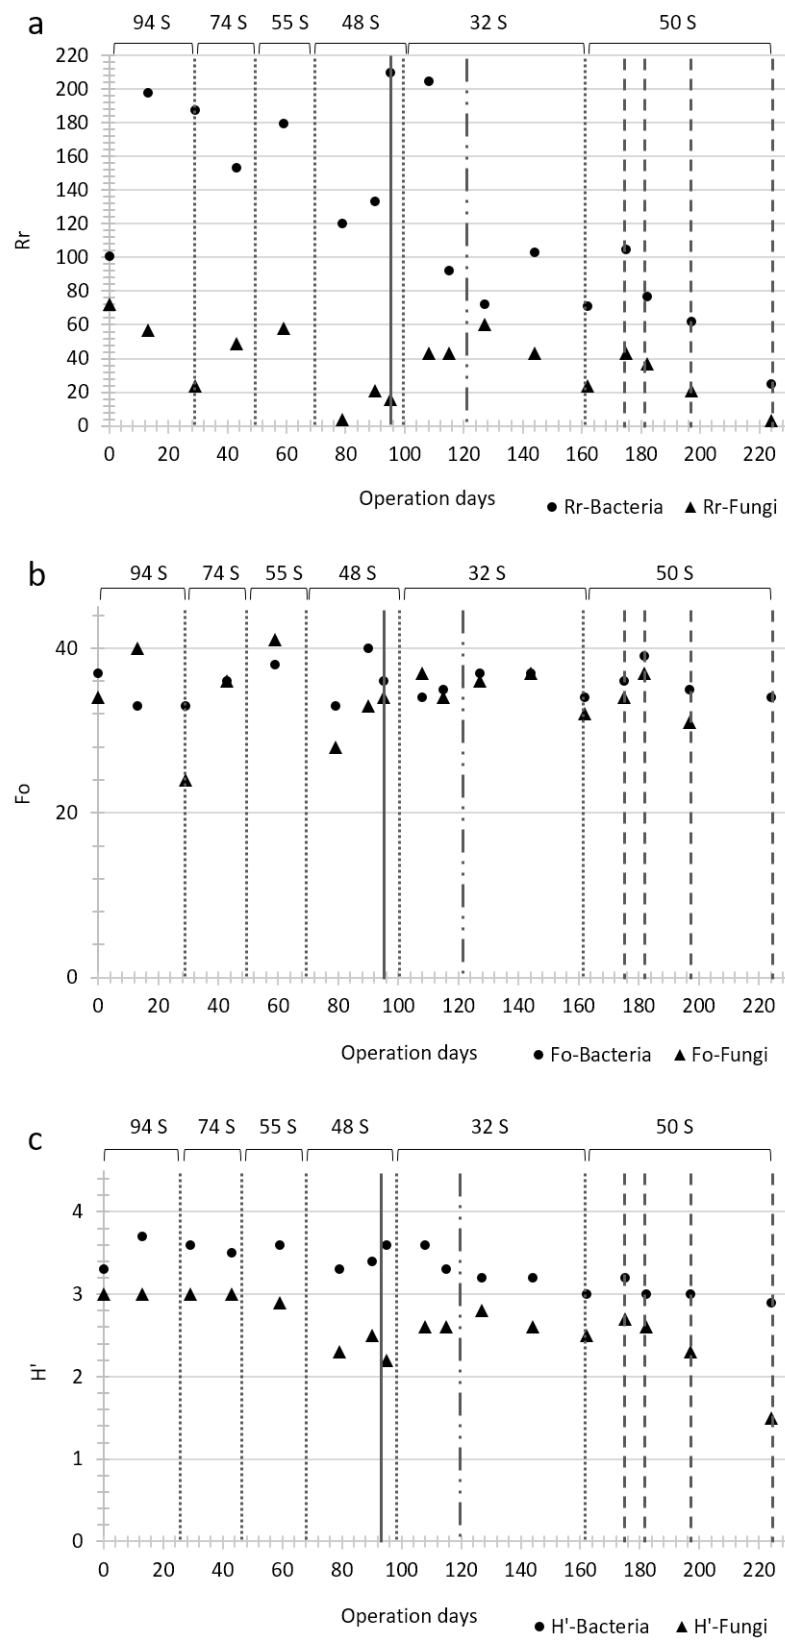 a
94 S 74 S 55 S 48 S 32 S 50 S
220
200
180
160
140
120
100
80
60
40
20
0
Rr
0 20 40 60 80 100 120 140 160 180 200 220
Operation days
Rr-Bacteria Rr-Fungi
b
94 S 74 S 55 S 48 S 32 S 50 S
40
20
0
Fo
0 20 40 60 80 100 120 140 160 180 200 220
Operation days
Fo-Bacteria Fo-Fungi
c
94 S 74 S 55 S 48 S 32 S 50 S
4
3
2
1
0
H'
0 20 40 60 80 100 120 140 160 180 200 220
Operation days
H'-Bacteria H'-Fungi